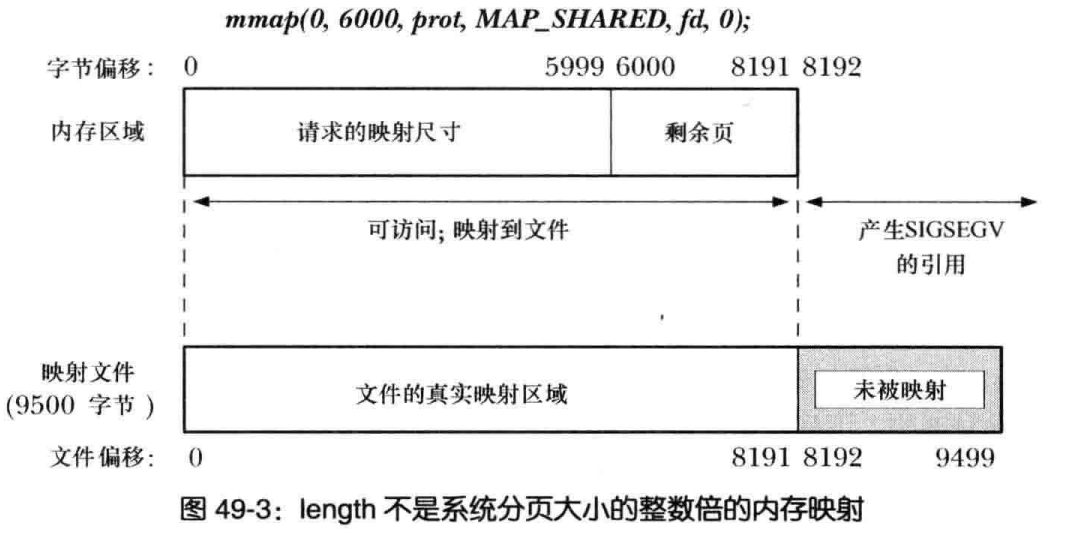 mmap(0, 6000, prot, MAP_SHARED, fd, 0);
字节偏移: 0 5999 6000 8191 8192
内存区域 请求的映射尺寸 剩余页
可访问; 映射到文件 产生SIGSEGV
的引用
映射文件
(9500 字节 ) 文件的真实映射区域 未被映射
文件偏移: 0 8191 8192 9499
图 49-3: length 不是系统分页大小的整数倍的内存映射